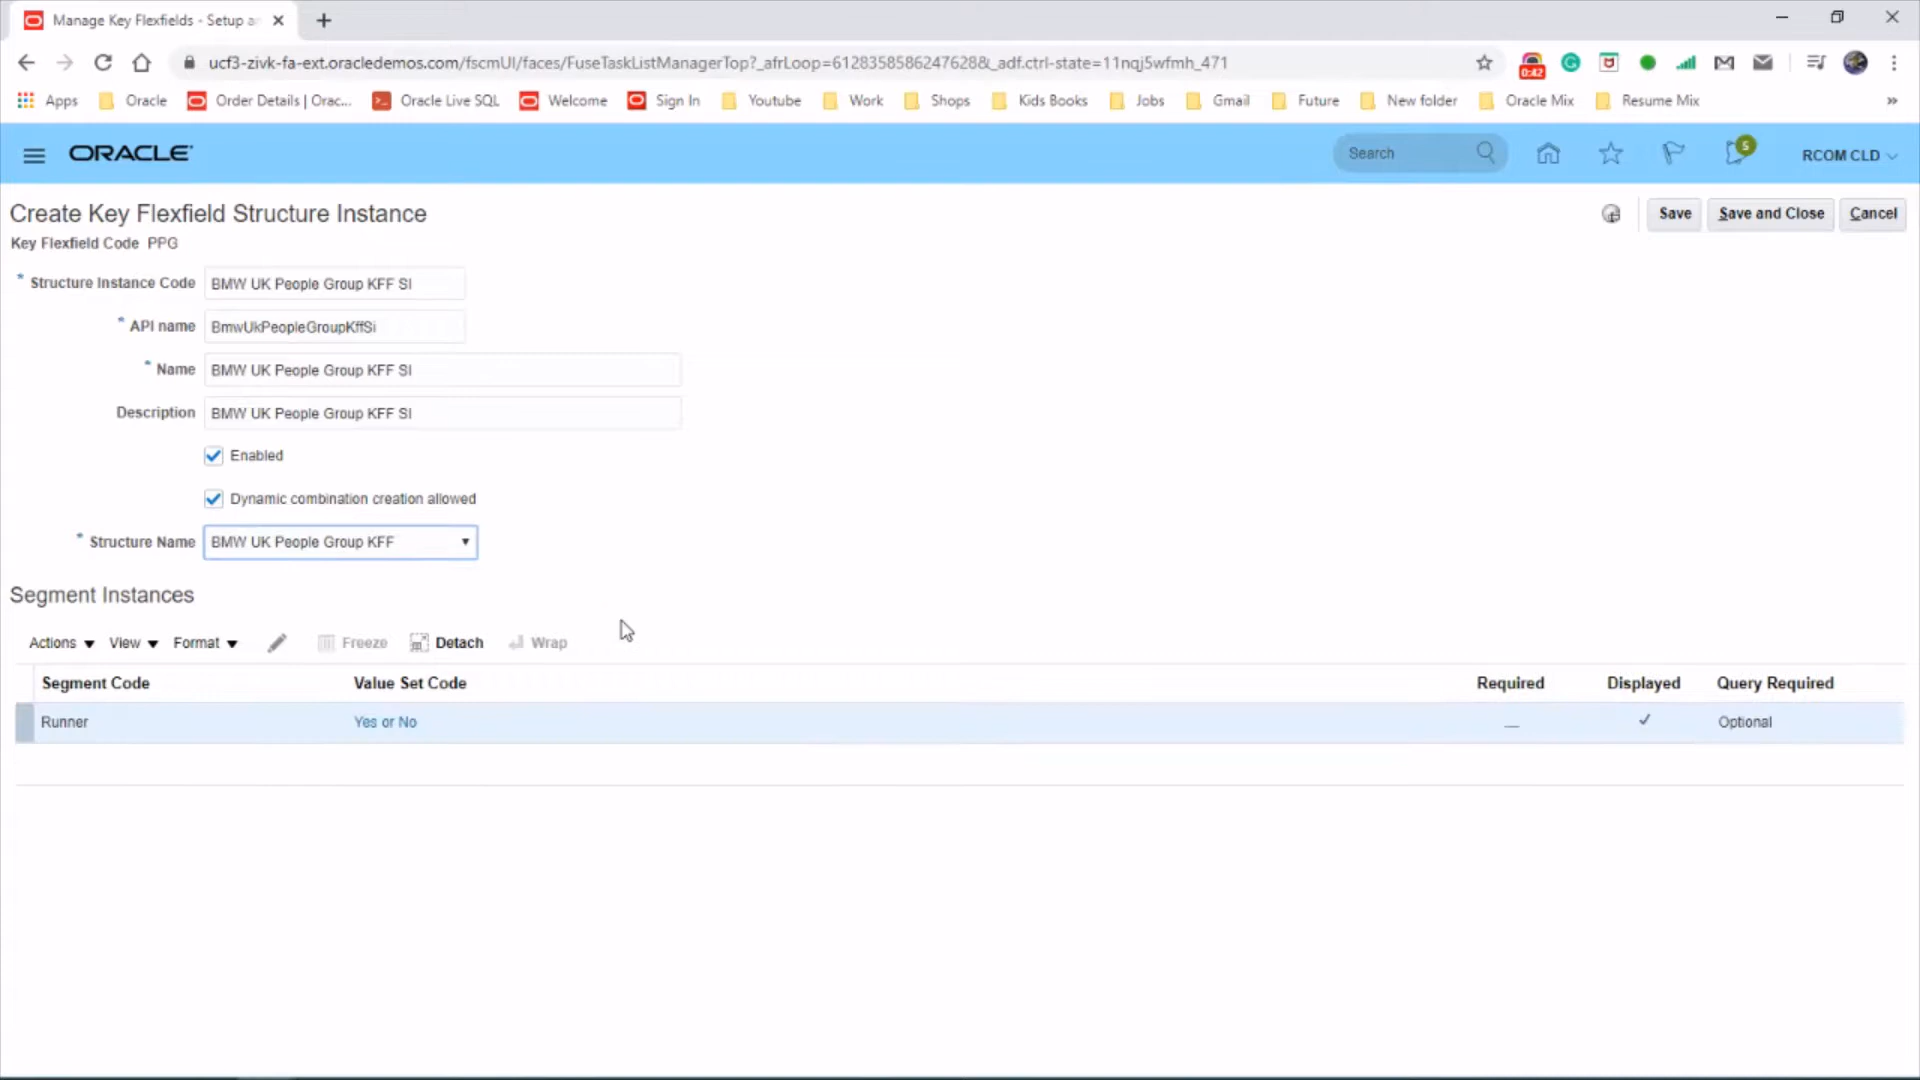 Manage Key Flexfields - Setup a
ucf3-zivk-fa-ext.oracledemos.com/fscmUI/faces/FuseTaskListManagerTop?_afrLoop=6128358586247628&_adf.ctrl-state=11nqj5wfmh_471
0:42
Apps Oracle Order Details | Orac... Oracle Live SQL Welcome Sign In Youtube Work Shops Kids Books Jobs Gmail Future New folder Oracle Mix Resume Mix »
ORACLE Search 5 RCOM CLD
Create Key Flexfield Structure Instance Save Save and Close Cancel
Key Flexfield Code PPG
* Structure Instance Code BMW UK People Group KFF SI
* API name BmwUkPeopleGroupKffSi
* Name BMW UK People Group KFF SI
Description BMW UK People Group KFF SI
Enabled
Dynamic combination creation allowed
* Structure Name BMW UK People Group KFF
Segment Instances
Actions View Format Freeze Detach Wrap
Segment Code Value Set Code Required Displayed Query Required
Runner Yes or No Optional